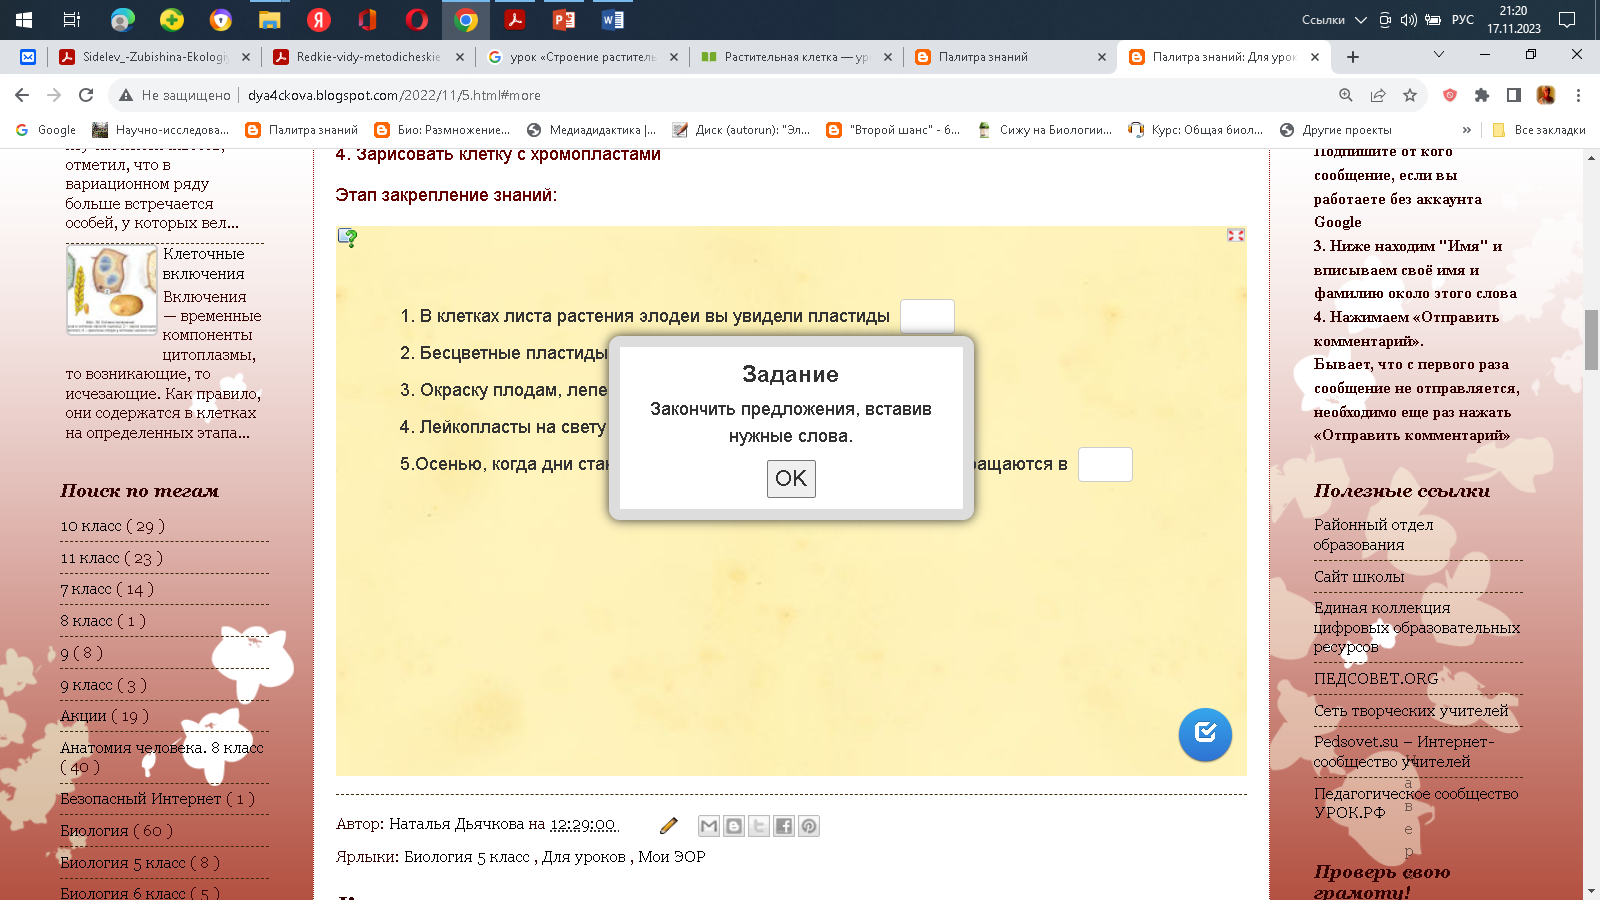 Ссылки
РУС
21:20
17.11.2023
Sidelev_-Zubishina-Ekologiy
Redkie-vidy-metodicheskie
урок «Строение раститель
Растительная клетка — ур
Палитра знаний
Палитра знаний: Для урок
Не защищено
dya4ckova.blogspot.com/2022/11/5.html#more
Google
Научно-исследова...
Палитра знаний
Био: Размножение...
Медиадидактика |...
Диск (autorun): "Эл...
"Второй шанс" - 6...
Сижу на Биологии...
Курс: Общая биол...
Другие проекты
»
Все закладки
отметил, что в
вариационном ряду
больше встречается
особей, у которых вел...
Клеточные
включения
Включения
— временные
компоненты
цитоплазмы,
то возникающие, то
исчезающие. Как правило,
они содержатся в клетках
на определенных этапа...
Поиск по тегам
10 класс ( 29 )
11 класс ( 23 )
7 класс ( 14 )
8 класс ( 1 )
9 ( 8 )
9 класс ( 3 )
Акции ( 19 )
Анатомия человека. 8 класс
( 40 )
Безопасный Интернет ( 1 )
Биология ( 60 )
Биология 5 класс ( 8 )
Биология 6 класс ( 5 )
4. Зарисовать клетку с хромопластами
Этап закрепление знаний:
1. В клетках листа растения элодеи вы увидели пластиды
2. Бесцветные пластиды
3. Окраску плодам, лепе
4. Лейкопласты на свету
5.Осенью, когда дни стан
ращаются в
Задание
Закончить предложения, вставив
нужные слова.
OK
Автор: Наталья Дьячкова на 12:29:00
Ярлыки: Биология 5 класс , Для уроков , Мои ЭОР
Подпишите от кого
сообщение, если вы
работаете без аккаунта
Google
3. Ниже находим "Имя" и
вписываем своё имя и
фамилию около этого слова
4. Нажимаем «Отправить
комментарий».
Бывает, что с первого раза
сообщение не отправляется,
необходимо еще раз нажать
«Отправить комментарий»
Полезные ссылки
Районный отдел
образования
Сайт школы
Единая коллекция
цифровых образовательных
ресурсов
ПЕДСОВЕТ.ORG
Сеть творческих учителей
Pedsovet.su – Интернет-
сообщество учителей
Педагогическое сообщество
УРОК.РФ
Проверь свою
грамоту!